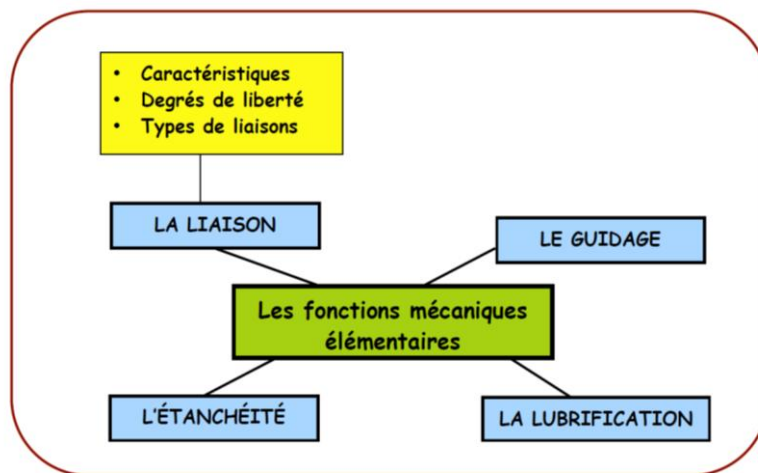 • Caractéristiques
• Degrés de liberté
• Types de liaisons
LA LIAISON
LE GUIDAGE
Les fonctions mécaniques
élémentaires
L'ÉTANCHÉITÉ
LA LUBRIFICATION